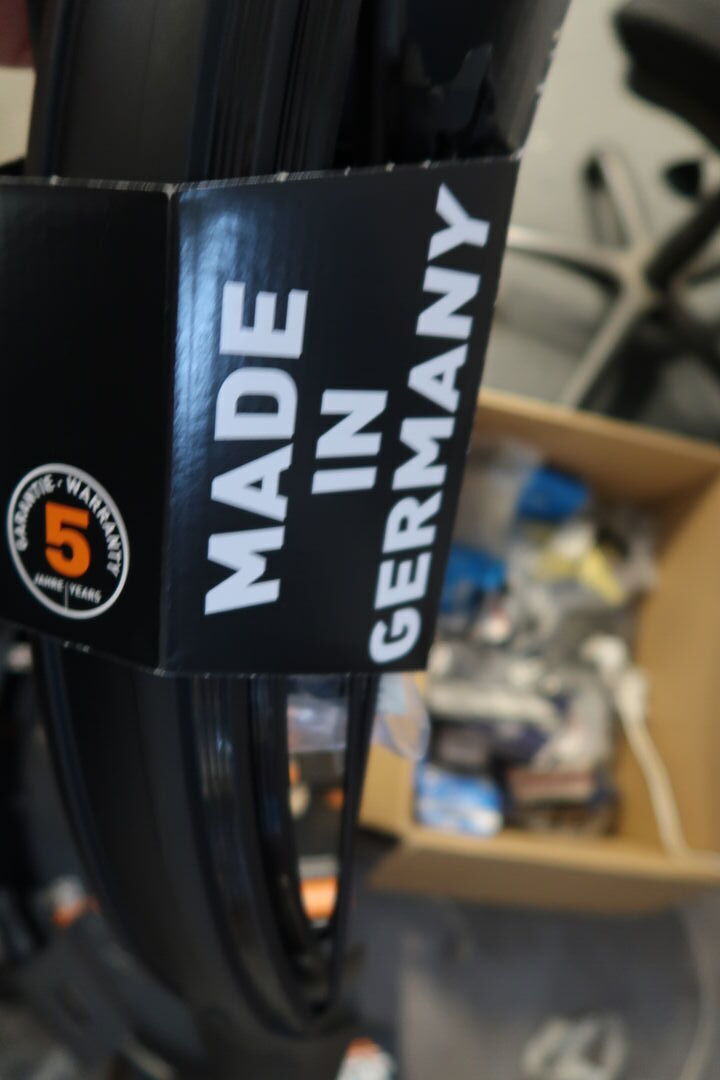 MADE
IN
GERMANY
GARANTIE · WARRANTY
5
JAHRE | YEARS